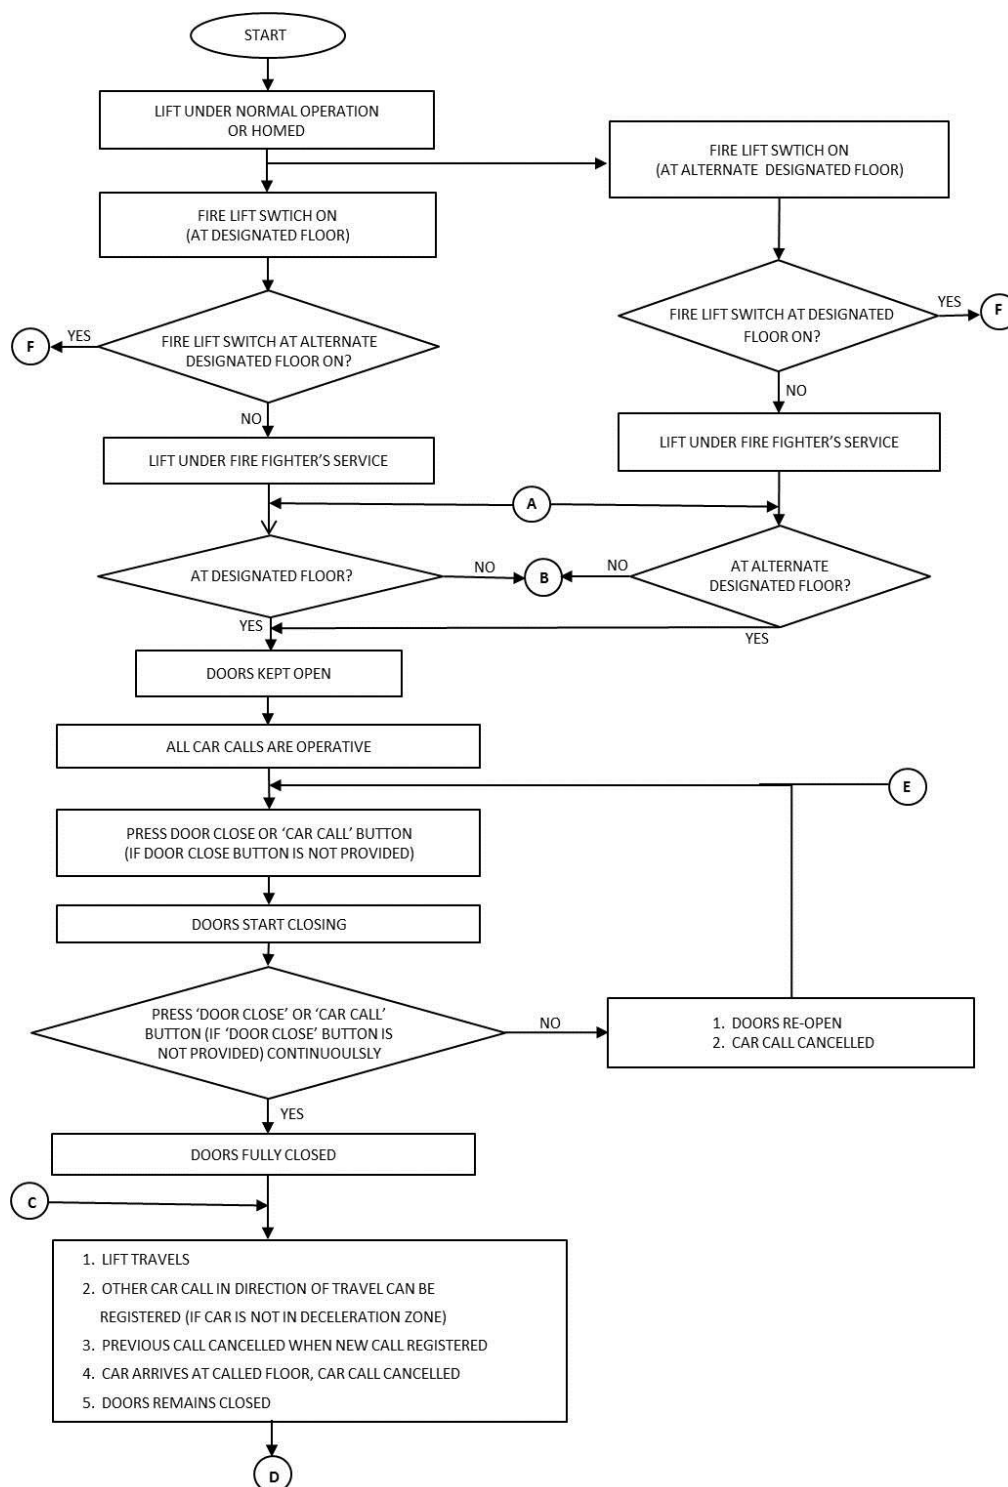 START
LIFT UNDER NORMAL OPERATION
OR HOMED
FIRE LIFT SWTICH ON
(AT ALTERNATE DESIGNATED FLOOR)
FIRE LIFT SWTICH ON
(AT DESIGNATED FLOOR)
FIRE LIFT SWITCH AT DESIGNATED
FLOOR ON?
YES
F
FIRE LIFT SWITCH AT ALTERNATE
DESIGNATED FLOOR ON?
YES
F
NO
NO
LIFT UNDER FIRE FIGHTER'S SERVICE
LIFT UNDER FIRE FIGHTER'S SERVICE
A
AT DESIGNATED FLOOR?
NO
B
NO
AT ALTERNATE
DESIGNATED FLOOR?
YES
YES
DOORS KEPT OPEN
ALL CAR CALLS ARE OPERATIVE
E
PRESS DOOR CLOSE OR ‘CAR CALL’ BUTTON
(IF DOOR CLOSE BUTTON IS NOT PROVIDED)
DOORS START CLOSING
PRESS ‘DOOR CLOSE’ OR ‘CAR CALL’
BUTTON (IF ‘DOOR CLOSE’ BUTTON IS
NOT PROVIDED) CONTINUOULSLY
NO
1. DOORS RE-OPEN
2. CAR CALL CANCELLED
YES
DOORS FULLY CLOSED
C
1. LIFT TRAVELS
2. OTHER CAR CALL IN DIRECTION OF TRAVEL CAN BE
REGISTERED (IF CAR IS NOT IN DECELERATION ZONE)
3. PREVIOUS CALL CANCELLED WHEN NEW CALL REGISTERED
4. CAR ARRIVES AT CALLED FLOOR, CAR CALL CANCELLED
5. DOORS REMAINS CLOSED
D